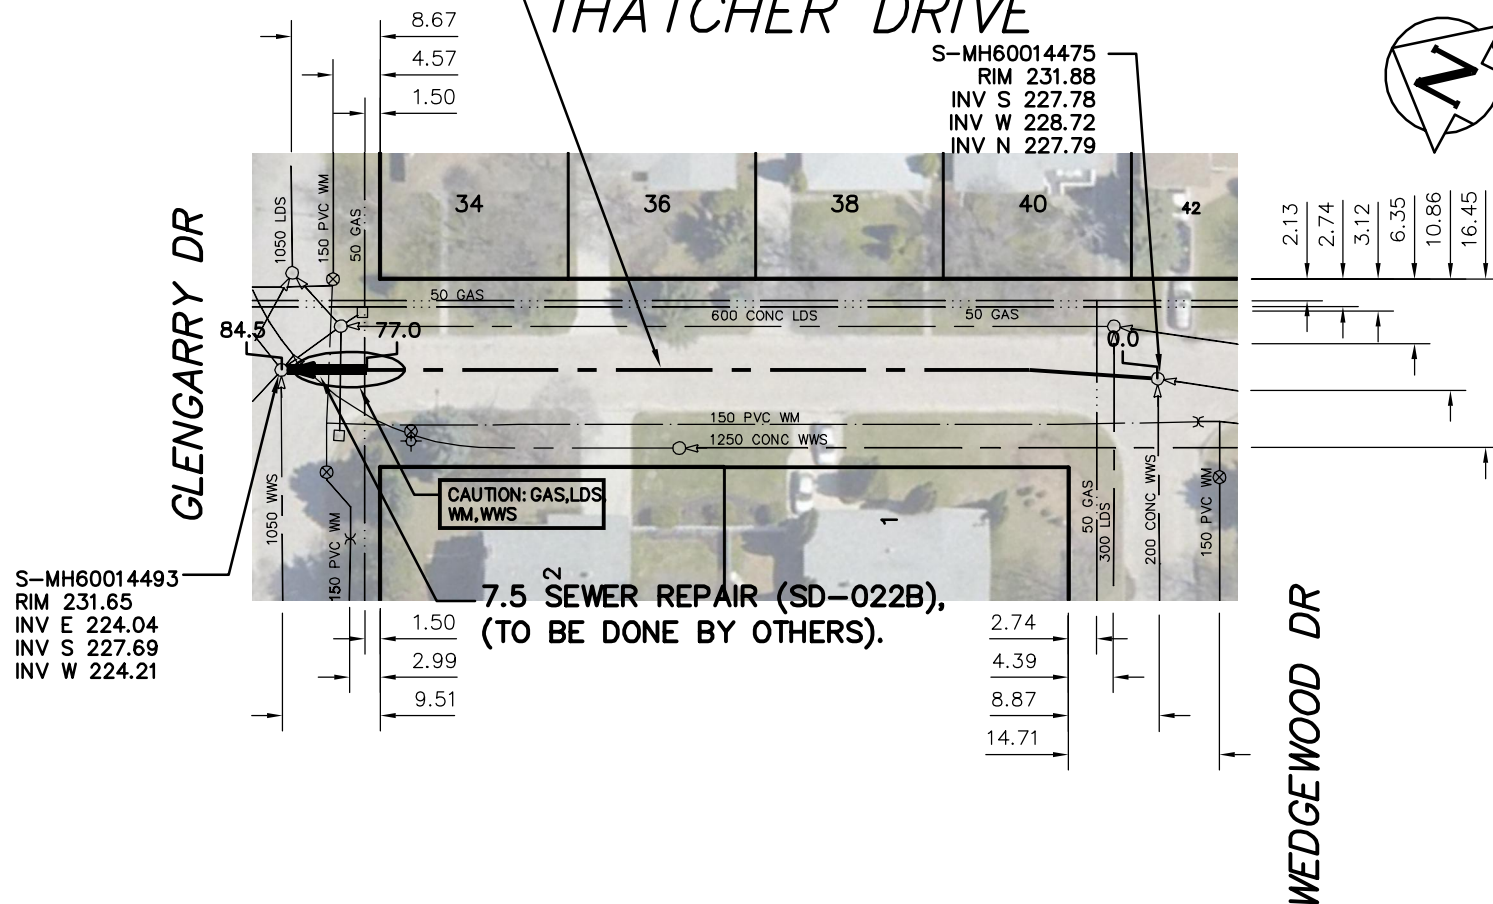 THATCHER DRIVE
8.67
4.57
1.50
S-MH60014475
RIM 231.88
INV S 227.78
INV W 228.72
INV N 227.79
N
34
36
38
40
42
2.13
2.74
3.12
6.35
10.86
16.45
GLENGARRY DR
1050 LDS
150 PVC WM
50 GAS
50 GAS
600 CONC LDS
50 GAS
84.5
77.0
0.0
150 PVC WM
1250 CONC WWS
1050 WWS
150 PVC WM
CAUTION: GAS,LDS,
WM,WWS
2
1
50 GAS
300 LDS
200 CONC WWS
150 PVC WM
S-MH60014493
RIM 231.65
INV E 224.04
INV S 227.69
INV W 224.21
7.5 SEWER REPAIR (SD-022B),
(TO BE DONE BY OTHERS).
1.50
2.99
9.51
2.74
4.39
8.87
14.71
WEDGEWOOD DR